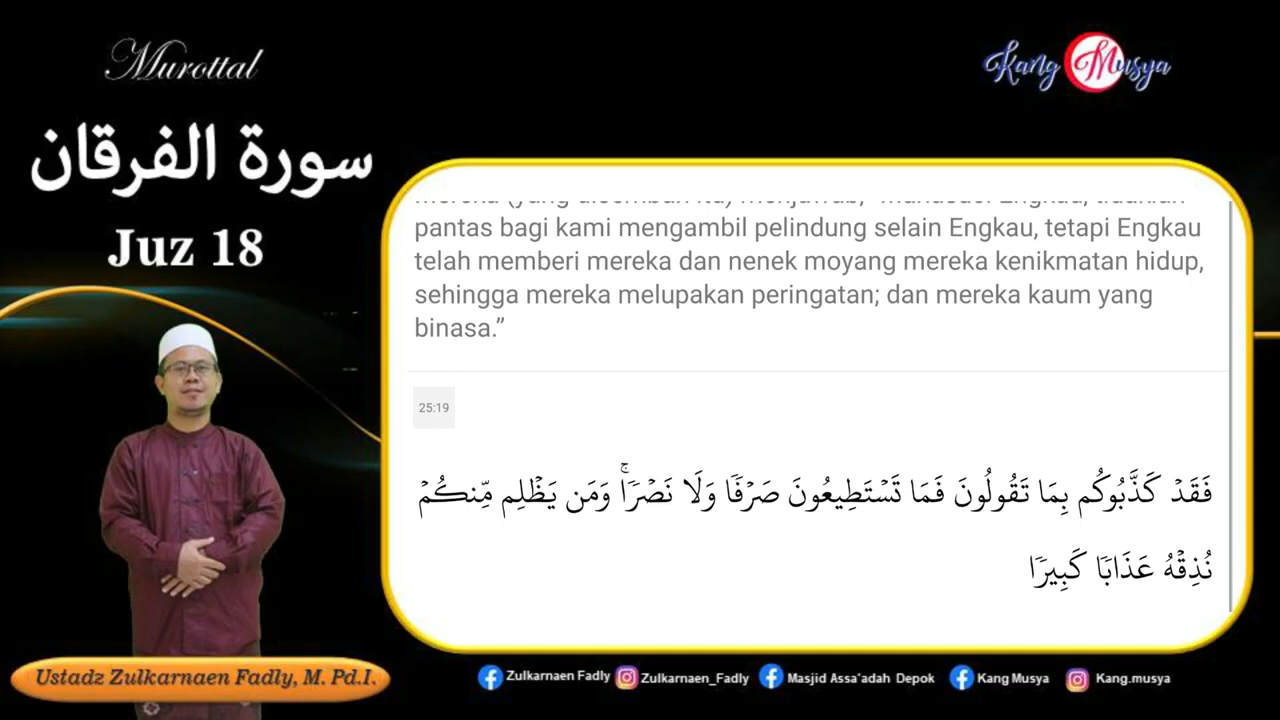 Murottal
سورة الفرقان
Juz 18
Kang Musya
pantas bagi kami mengambil pelindung selain Engkau, tetapi Engkau
telah memberi mereka dan nenek moyang mereka kenikmatan hidup,
sehingga mereka melupakan peringatan; dan mereka kaum yang
binasa.”
25:19
فَقَدۡ كَذَّبُوكُم بِمَا تَقُولُونَ فَمَا تَسۡتَطِيعُونَ صَرۡفٗا وَلَا نَصۡرٗاۚ وَمَن يَظۡلِم مِّنكُمۡ
نُذِقۡهُ عَذَابٗا كَبِيرٗا
Ustadz Zulkarnaen Fadly, M. Pd.I.
Zulkarnaen Fadly Zulkarnaen_Fadly Masjid Assa'adah Depok Kang Musya Kang.musya